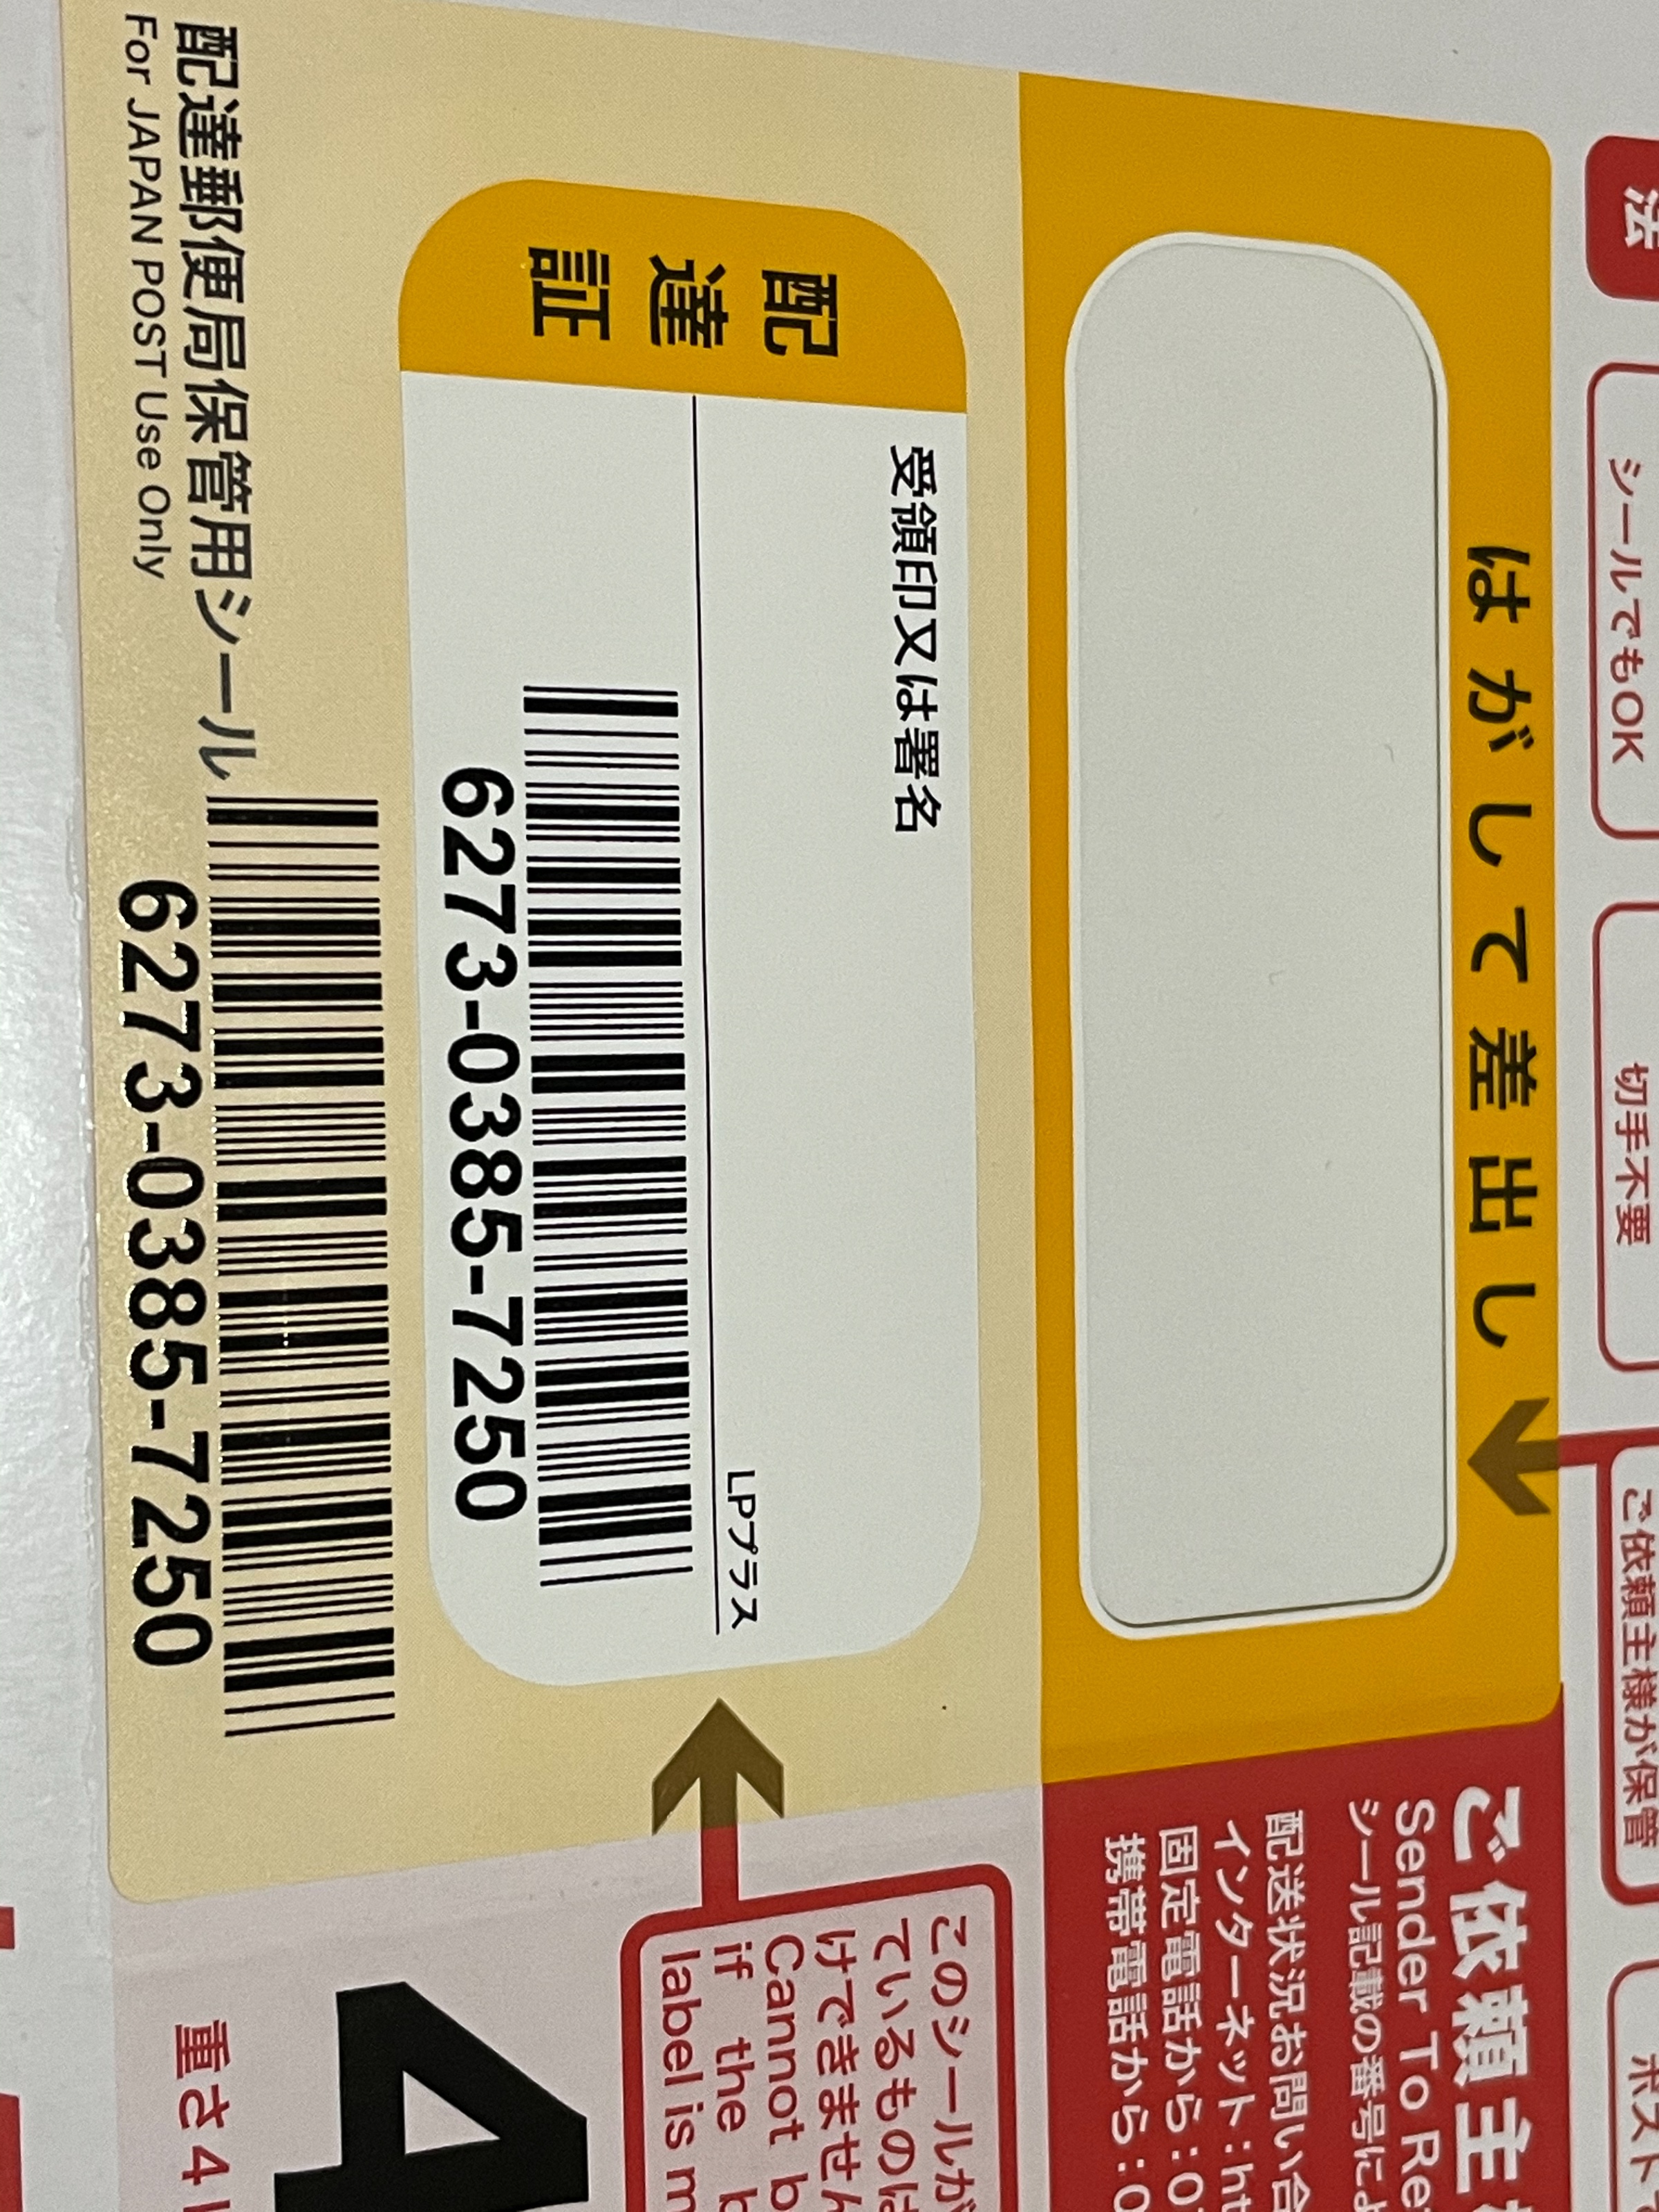 法
シールでもOK
切手不要
ご依頼主様が保管
ポスト
はがして差出し
ご依頼主
Sender To Re
シール記載の番号によ
配送状況お問い合
インターネット：ht
固定電話から：0
携帯電話から：0
配達証
受領印又は署名
LPプラス
6273-0385-7250
このシールが
ているものは
けできません
Cannot b
if the b
label is m
配達郵便局保管用シール
For JAPAN POST Use Only
6273-0385-7250
4
重さ4